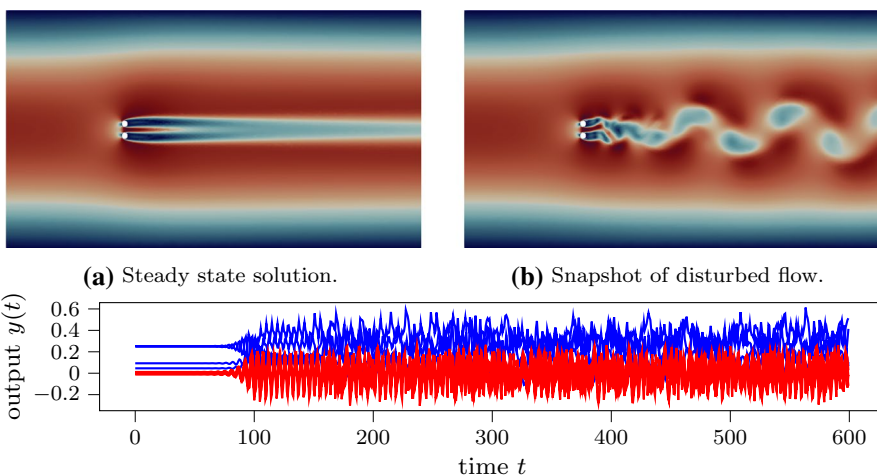 (a) Steady state solution.
(b) Snapshot of disturbed flow.
output y(t)
0.6
0.4
0.2
0
−0.2
0 100 200 300 400 500 600
time t